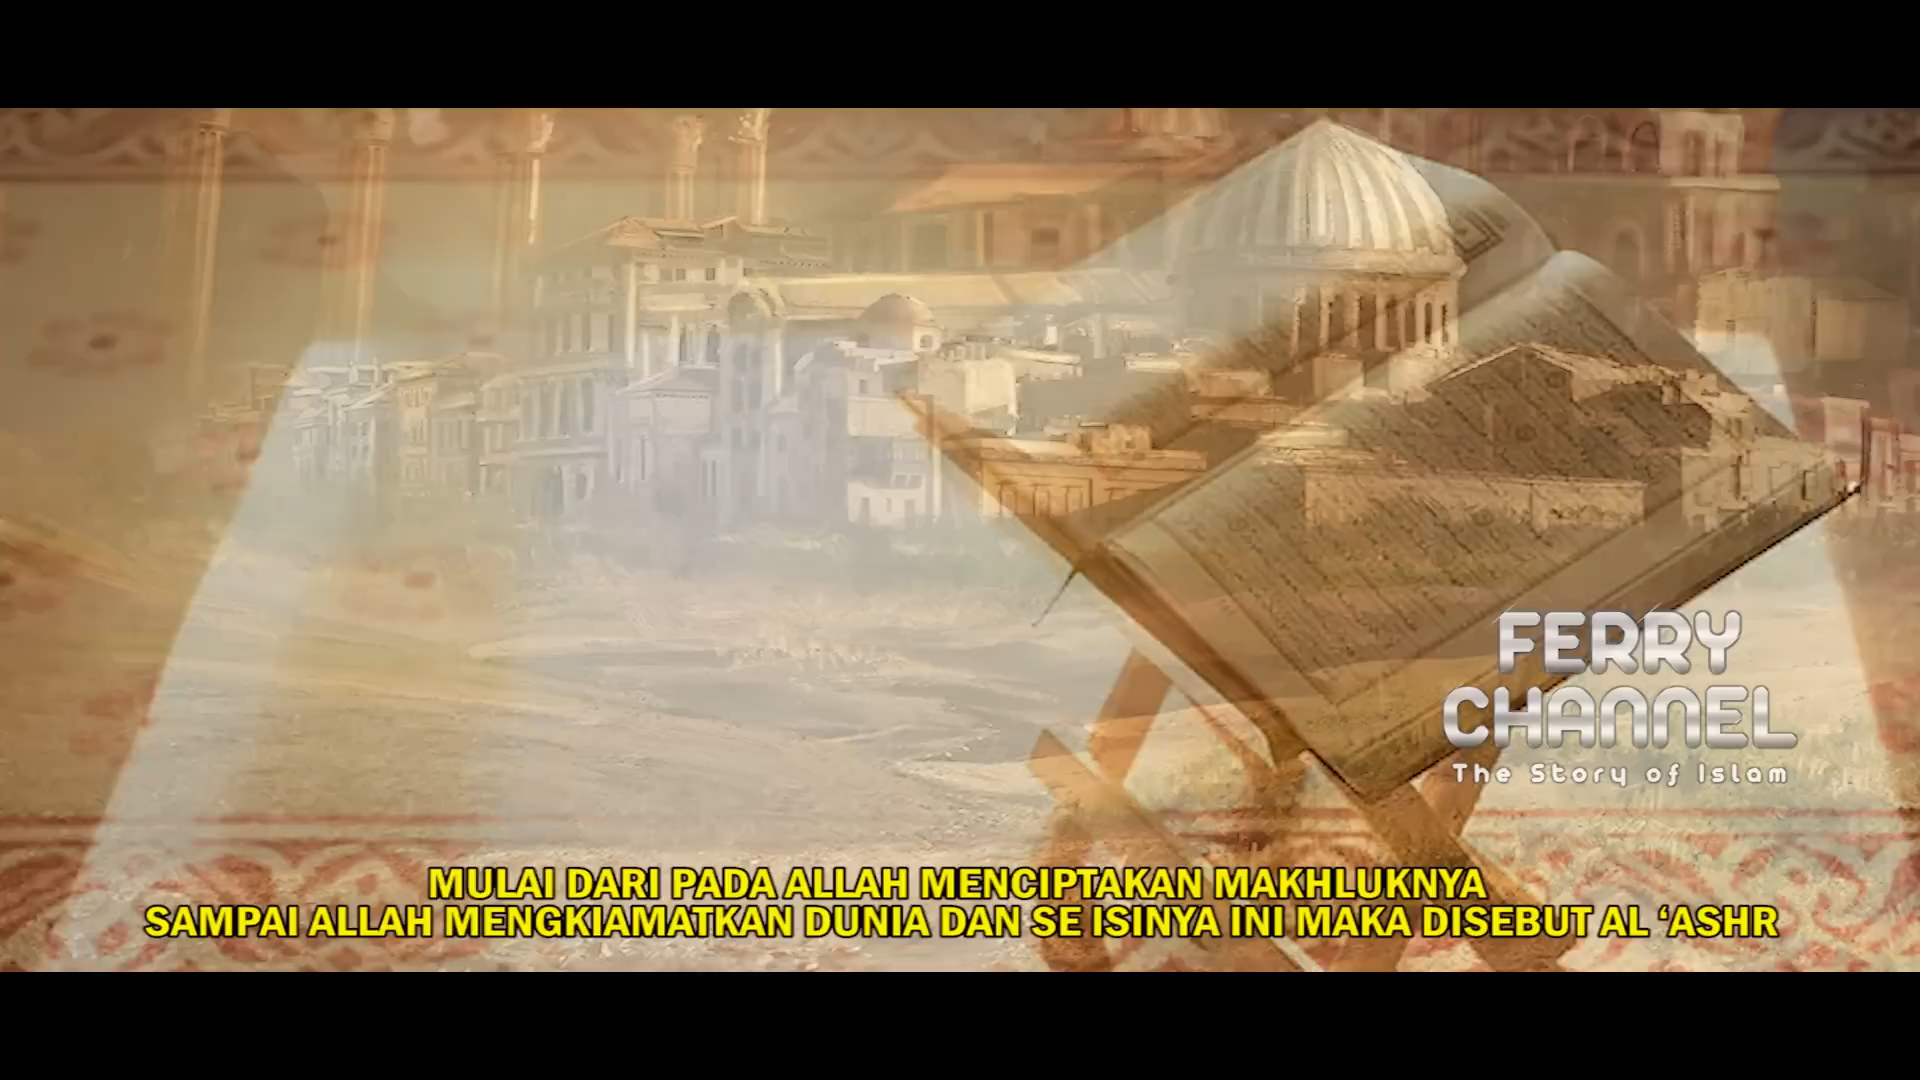 FERRY
CHANNEL
The Story of Islam
MULAI DARI PADA ALLAH MENCIPTAKAN MAKHLUKNYA
SAMPAI ALLAH MENGKIAMATKAN DUNIA DAN SE ISINYA INI MAKA DISEBUT AL ‘ASHR